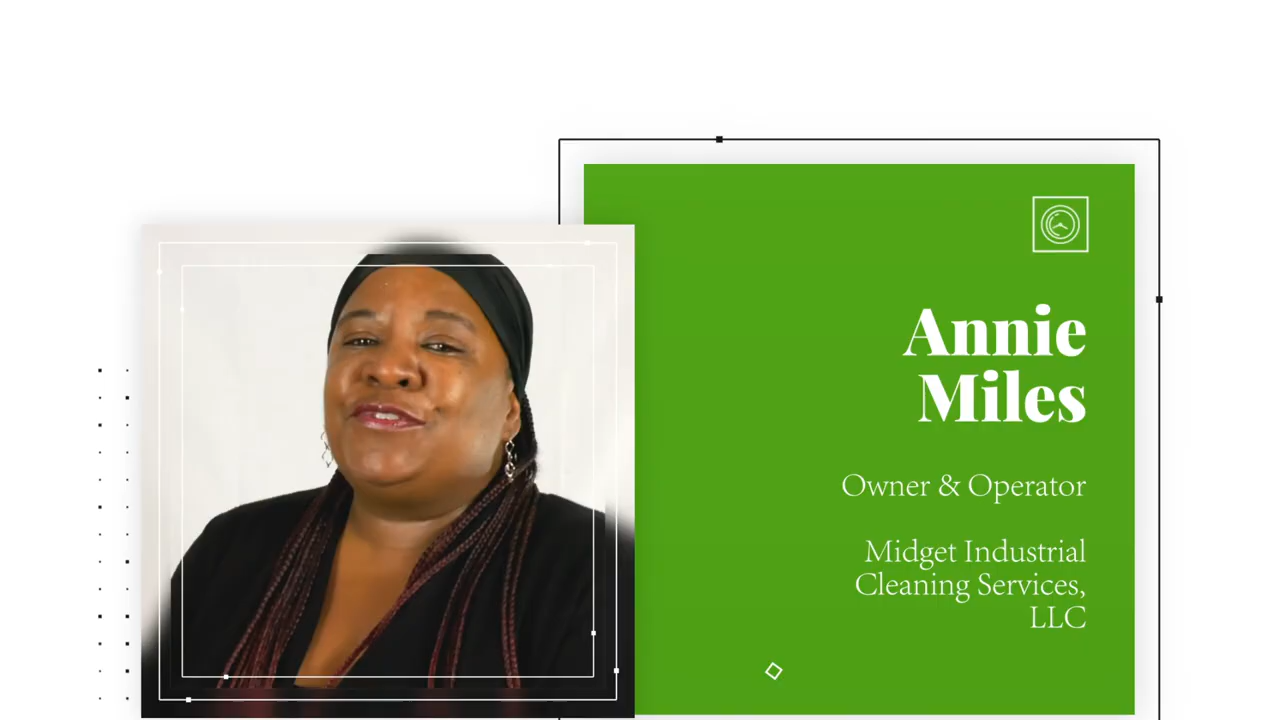 Annie
Miles
Owner & Operator
Midget Industrial
Cleaning Services,
LLC